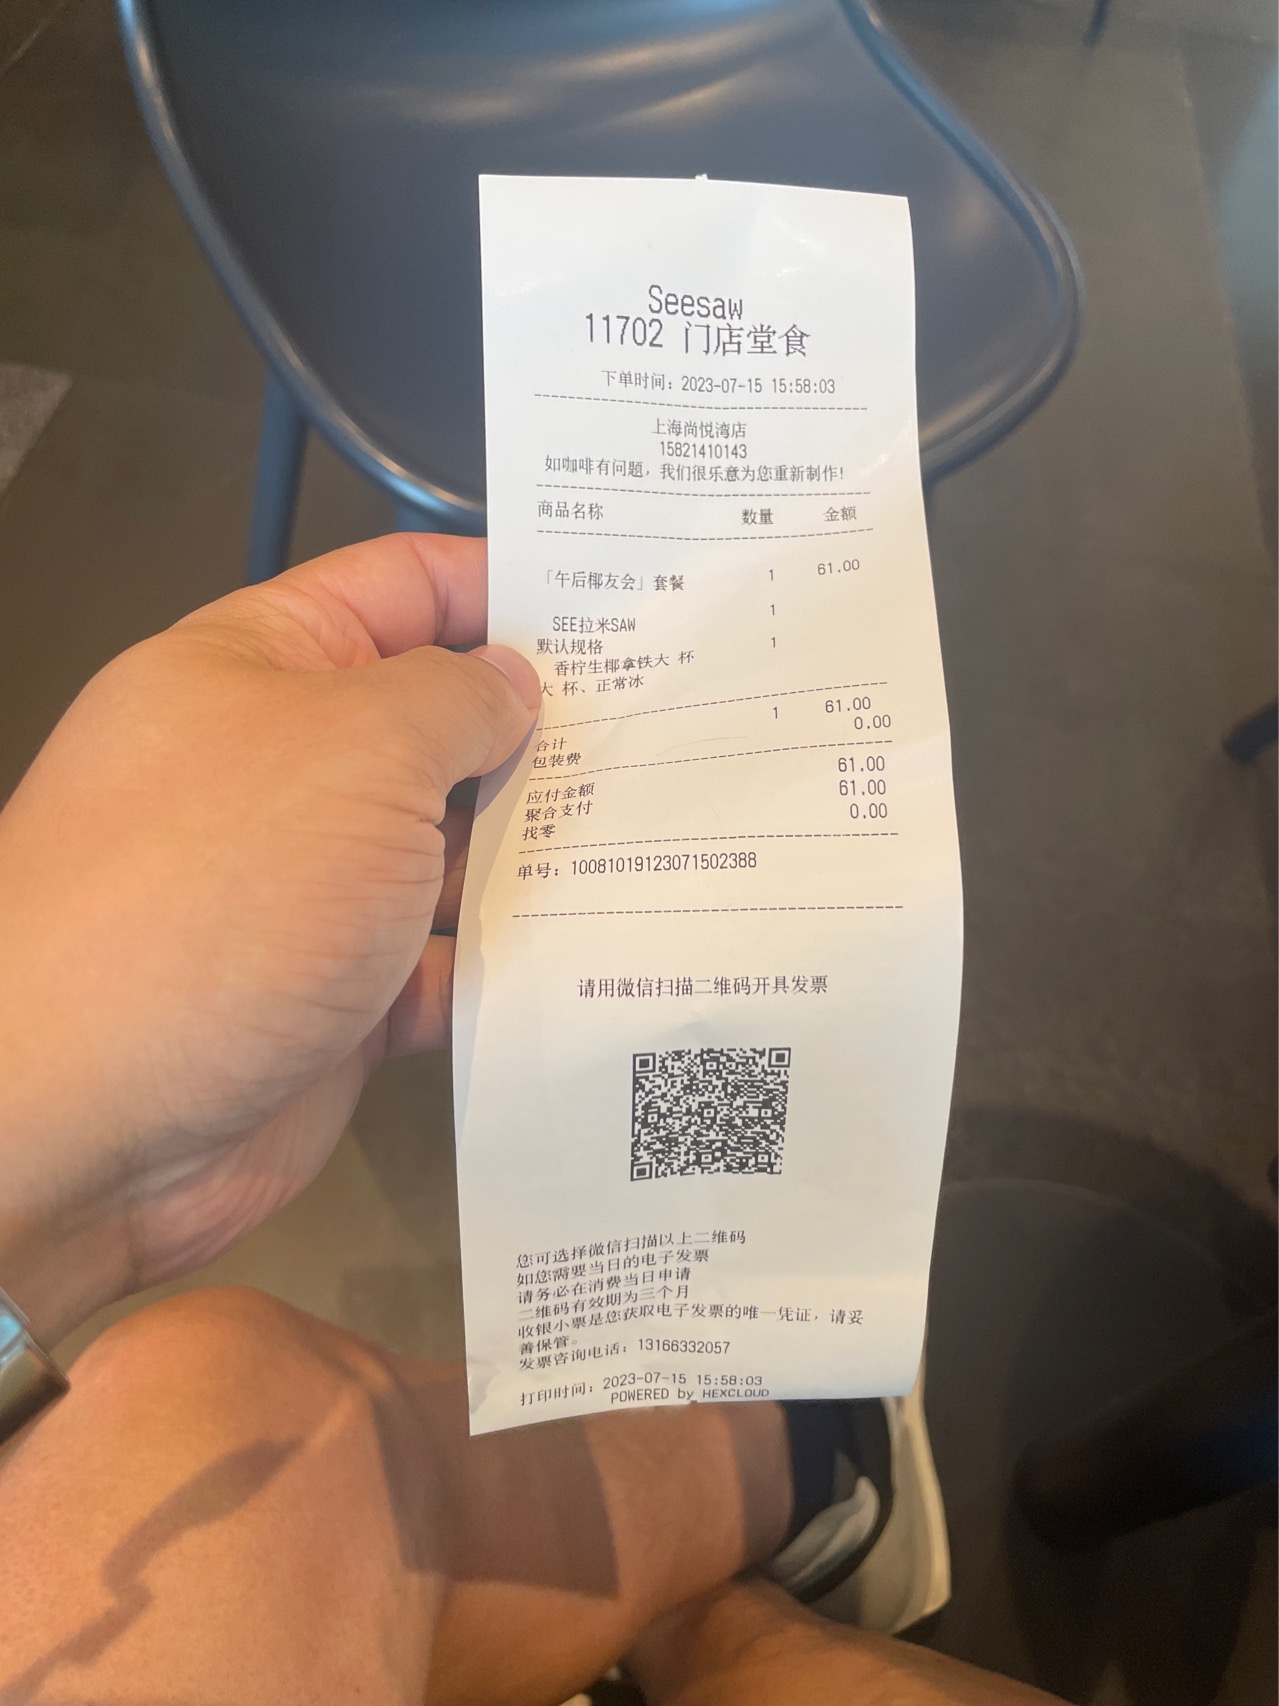 Seesaw
11702 门店堂食
下单时间：2023-07-15 15:58:03
上海尚悦湾店
15821410143
如咖啡有问题，我们很乐意为您重新制作！
商品名称 数量 金额
「午后椰友会」套餐 1 61.00
SEE拉米SAW 1
默认规格
香柠生椰拿铁大 杯 1
大 杯、正常冰
合计 1 61.00
包装费 0.00
应付金额 61.00
聚合支付 61.00
找零 0.00
单号：10081019123071502388
请用微信扫描二维码开具发票
您可选择微信扫描以上二维码
如您需要当日的电子发票
请务必在消费当日申请
二维码有效期为三个月
收银小票是您获取电子发票的唯一凭证，请妥
善保管。
发票咨询电话：13166332057
打印时间：2023-07-15 15:58:03
POWERED by HEXCLOUD